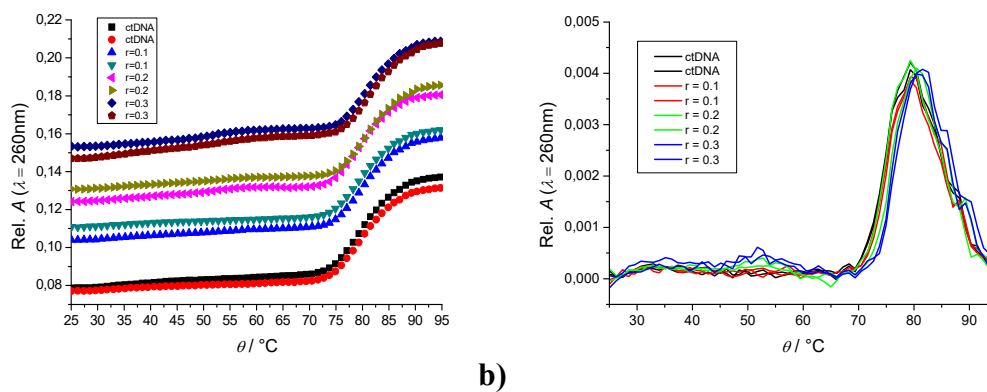 0,22
0,20
0,18
0,16
0,14
0,12
0,10
0,08
Rel. A (λ = 260nm)
ctDNA
ctDNA
r=0.1
r=0.1
r=0.2
r=0.2
r=0.3
r=0.3
25 30 35 40 45 50 55 60 65 70 75 80 85 90 95
θ / °C
0,005
0,004
0,003
0,002
0,001
0,000
Rel. A (λ = 260nm)
ctDNA
ctDNA
r = 0.1
r = 0.1
r = 0.2
r = 0.2
r = 0.3
r = 0.3
30 40 50 60 70 80 90
θ / °C
b)